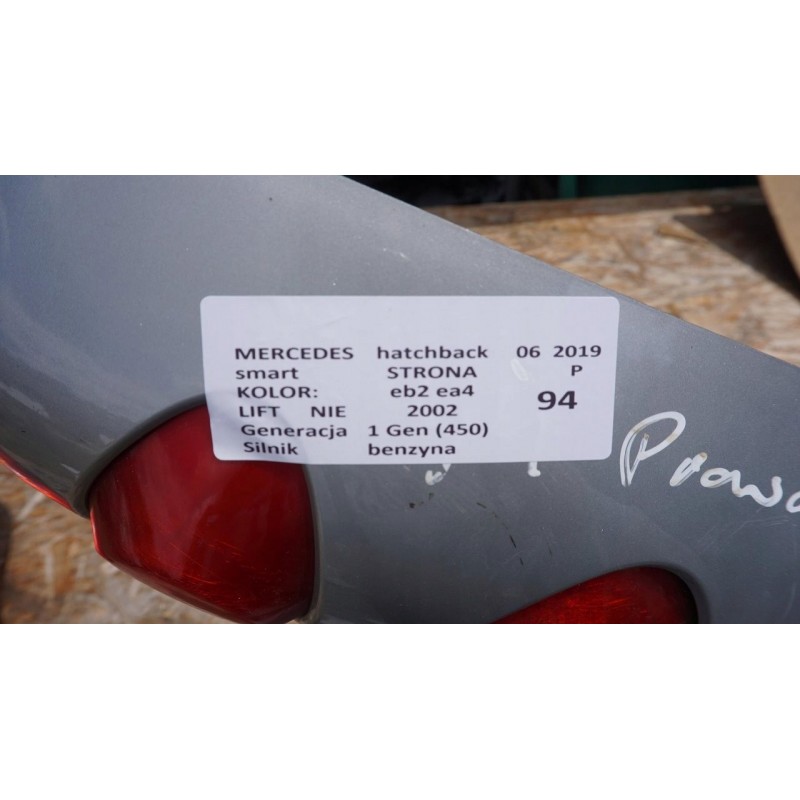 MERCEDES hatchback 06 2019
smart STRONA P
KOLOR: eb2 ea4
LIFT NIE 2002 94
Generacja 1 Gen (450)
Silnik benzyna